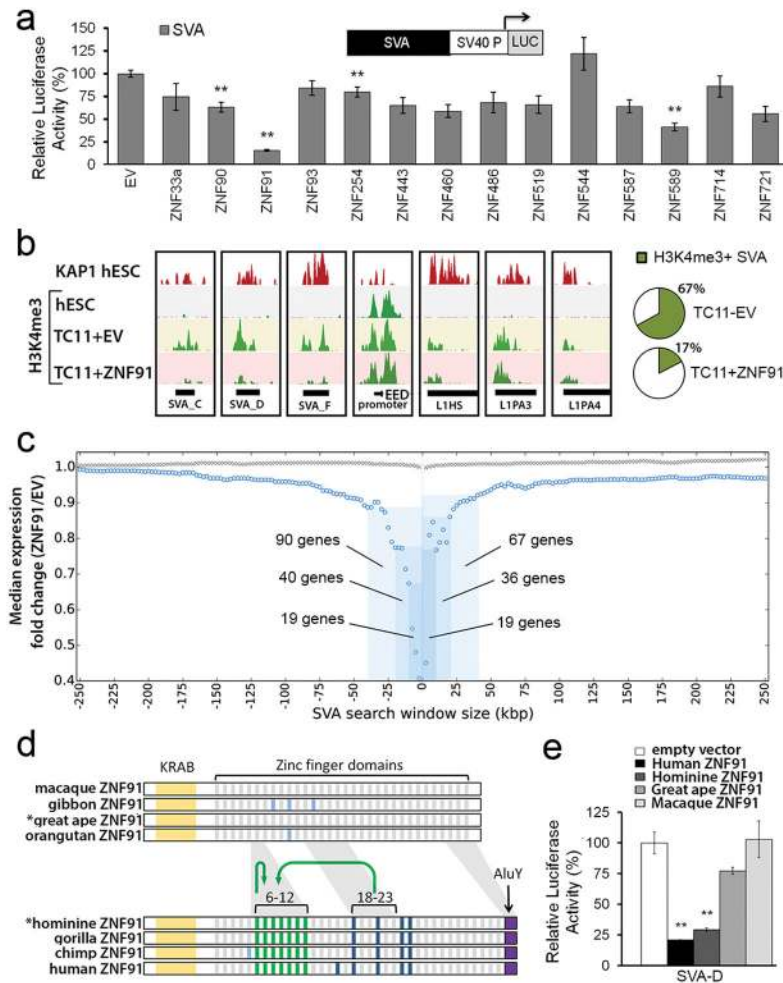 a
SVA
SVA SV40 P LUC
Relative Luciferase Activity (%)
150
125
100
75
50
25
0
** ** ** **
EV ZNF33a ZNF90 ZNF91 ZNF93 ZNF254 ZNF443 ZNF460 ZNF486 ZNF519 ZNF544 ZNF587 ZNF589 ZNF714 ZNF721
b
KAP1 hESC
H3K4me3
hESC
TC11+EV
TC11+ZNF91
SVA_C SVA_D SVA_F EED promoter L1HS L1PA3 L1PA4
H3K4me3+ SVA
67%
TC11-EV
17%
TC11+ZNF91
c
Median expression
fold change (ZNF91/EV)
1.0
0.9
0.8
0.7
0.6
0.5
0.4
90 genes 67 genes
40 genes 36 genes
19 genes 19 genes
-250 -225 -200 -175 -150 -125 -100 -75 -50 -25 0 25 50 75 100 125 150 175 200 225 250
SVA search window size (kbp)
d
KRAB Zinc finger domains
macaque ZNF91
gibbon ZNF91
*great ape ZNF91
orangutan ZNF91
AluY
6-12 18-23
*hominine ZNF91
gorilla ZNF91
chimp ZNF91
human ZNF91
e
empty vector
Human ZNF91
Hominine ZNF91
Great ape ZNF91
Macaque ZNF91
Relative Luciferase
Activity (%)
125
100
75
50
25
0
** **
SVA-D